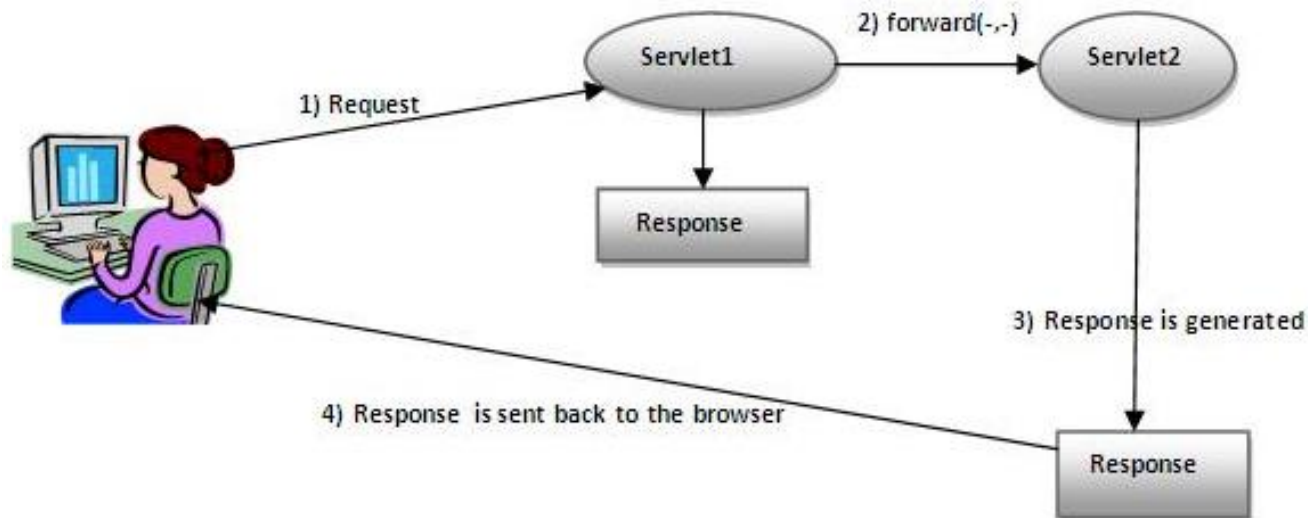 2) forward(-,-)
Servlet1
Servlet2
1) Request
Response
3) Response is generated
4) Response is sent back to the browser
Response